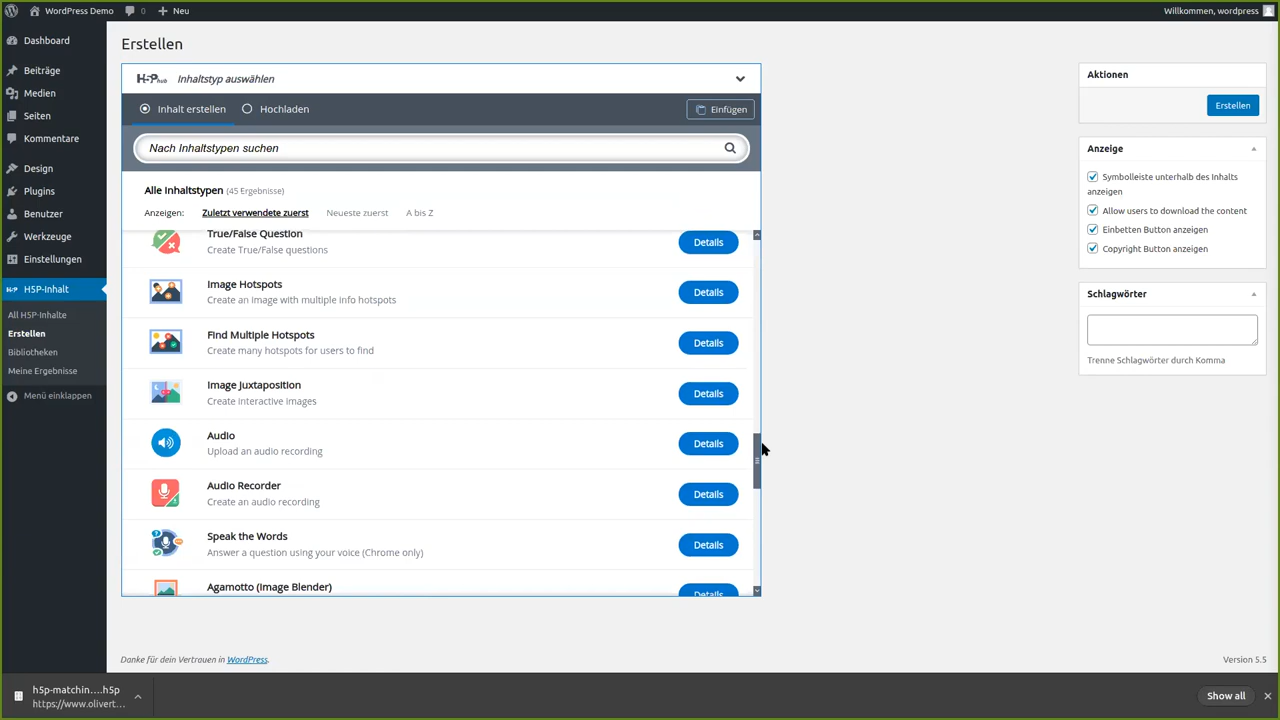 WordPress Demo 0 Neu Willkommen, wordpress
Dashboard
Beiträge
Medien
Seiten
Kommentare
Design
Plugins
Benutzer
Werkzeuge
Einstellungen
H5P-Inhalt
All H5P-Inhalte
Erstellen
Bibliotheken
Meine Ergebnisse
Menü einklappen
Erstellen
H5P hub Inhaltstyp auswählen
Inhalt erstellen Hochladen Einfügen
Nach Inhaltstypen suchen
Alle Inhaltstypen (45 Ergebnisse)
Anzeigen: Zuletzt verwendete zuerst Neueste zuerst A bis Z
True/False Question
Create True/False questions
Details
Image Hotspots
Create an image with multiple info hotspots
Details
Find Multiple Hotspots
Create many hotspots for users to find
Details
Image Juxtaposition
Create interactive images
Details
Audio
Upload an audio recording
Details
Audio Recorder
Create an audio recording
Details
Speak the Words
Answer a question using your voice (Chrome only)
Details
Agamotto (Image Blender)
Details
Aktionen
Erstellen
Anzeige
Symbolleiste unterhalb des Inhalts
anzeigen
Allow users to download the content
Einbetten Button anzeigen
Copyright Button anzeigen
Schlagwörter
Trenne Schlagwörter durch Komma
Danke für dein Vertrauen in WordPress.
Version 5.5
h5p-matchin....h5p
https://www.olivert...
Show all